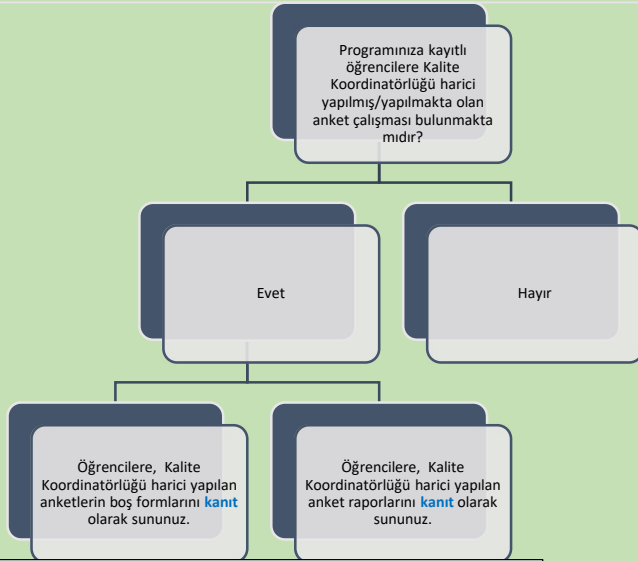 Programınıza kayıtlı
öğrencilere Kalite
Koordinatörlüğü harici
yapılmış/yapılmakta olan
anket çalışması bulunmakta
mıdır?
Evet
Hayır
Öğrencilere, Kalite
Koordinatörlüğü harici yapılan
anketlerin boş formlarını kanıt
olarak sununuz.
Öğrencilere, Kalite
Koordinatörlüğü harici yapılan
anket raporlarını kanıt olarak
sununuz.